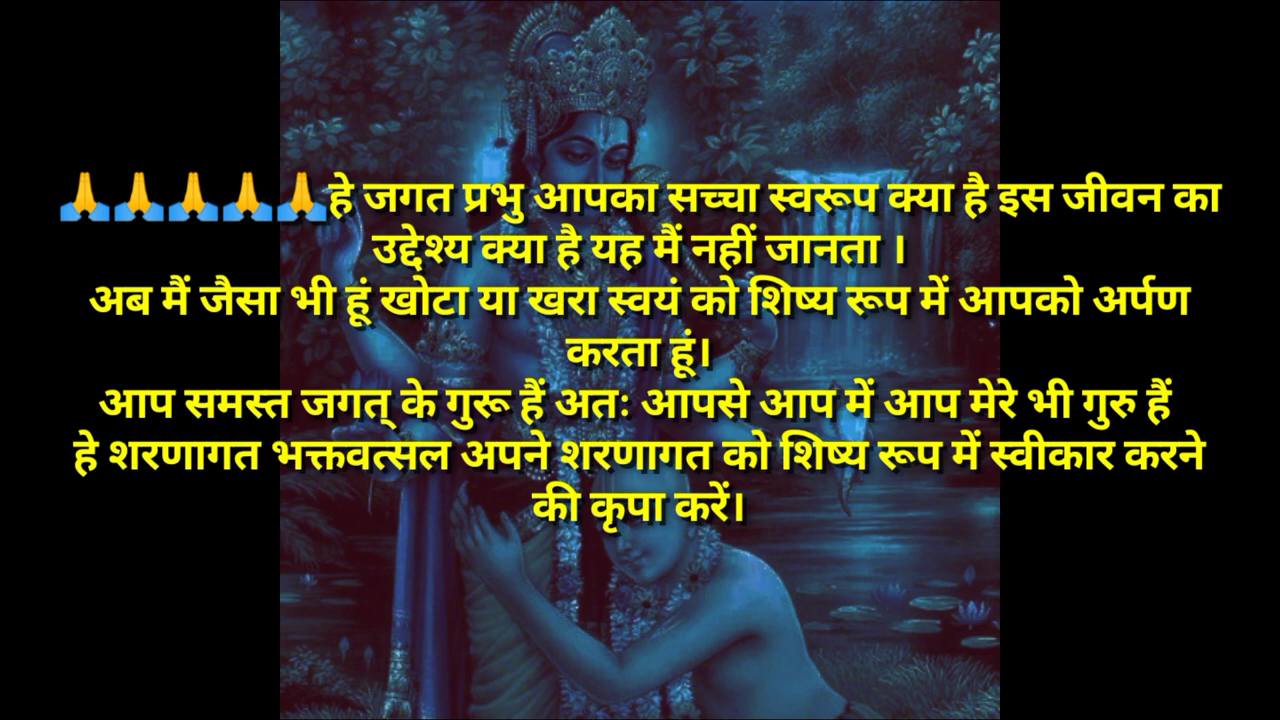 🙏🙏🙏🙏🙏हे जगत प्रभु आपका सच्चा स्वरूप क्या है इस जीवन का
उद्देश्य क्या है यह मैं नहीं जानता ।
अब मैं जैसा भी हूं खोटा या खरा स्वयं को शिष्य रूप में आपको अर्पण
करता हूं।
आप समस्त जगत् के गुरू हैं अतः आपसे आप में आप मेरे भी गुरु हैं
हे शरणागत भक्तवत्सल अपने शरणागत को शिष्य रूप में स्वीकार करने
की कृपा करें।